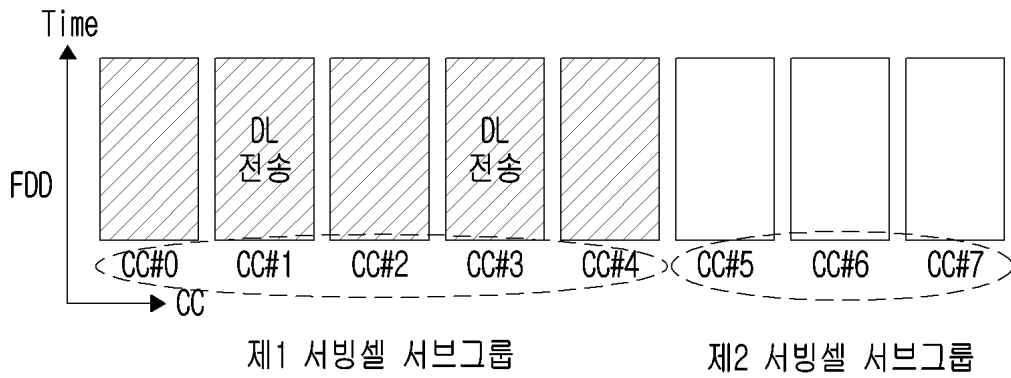 Time
DL DL
전송 전송
FDD
CC#0 CC#1 CC#2 CC#3 CC#4 CC#5 CC#6 CC#7
CC
제1 서빙셀 서브그룹 제2 서빙셀 서브그룹